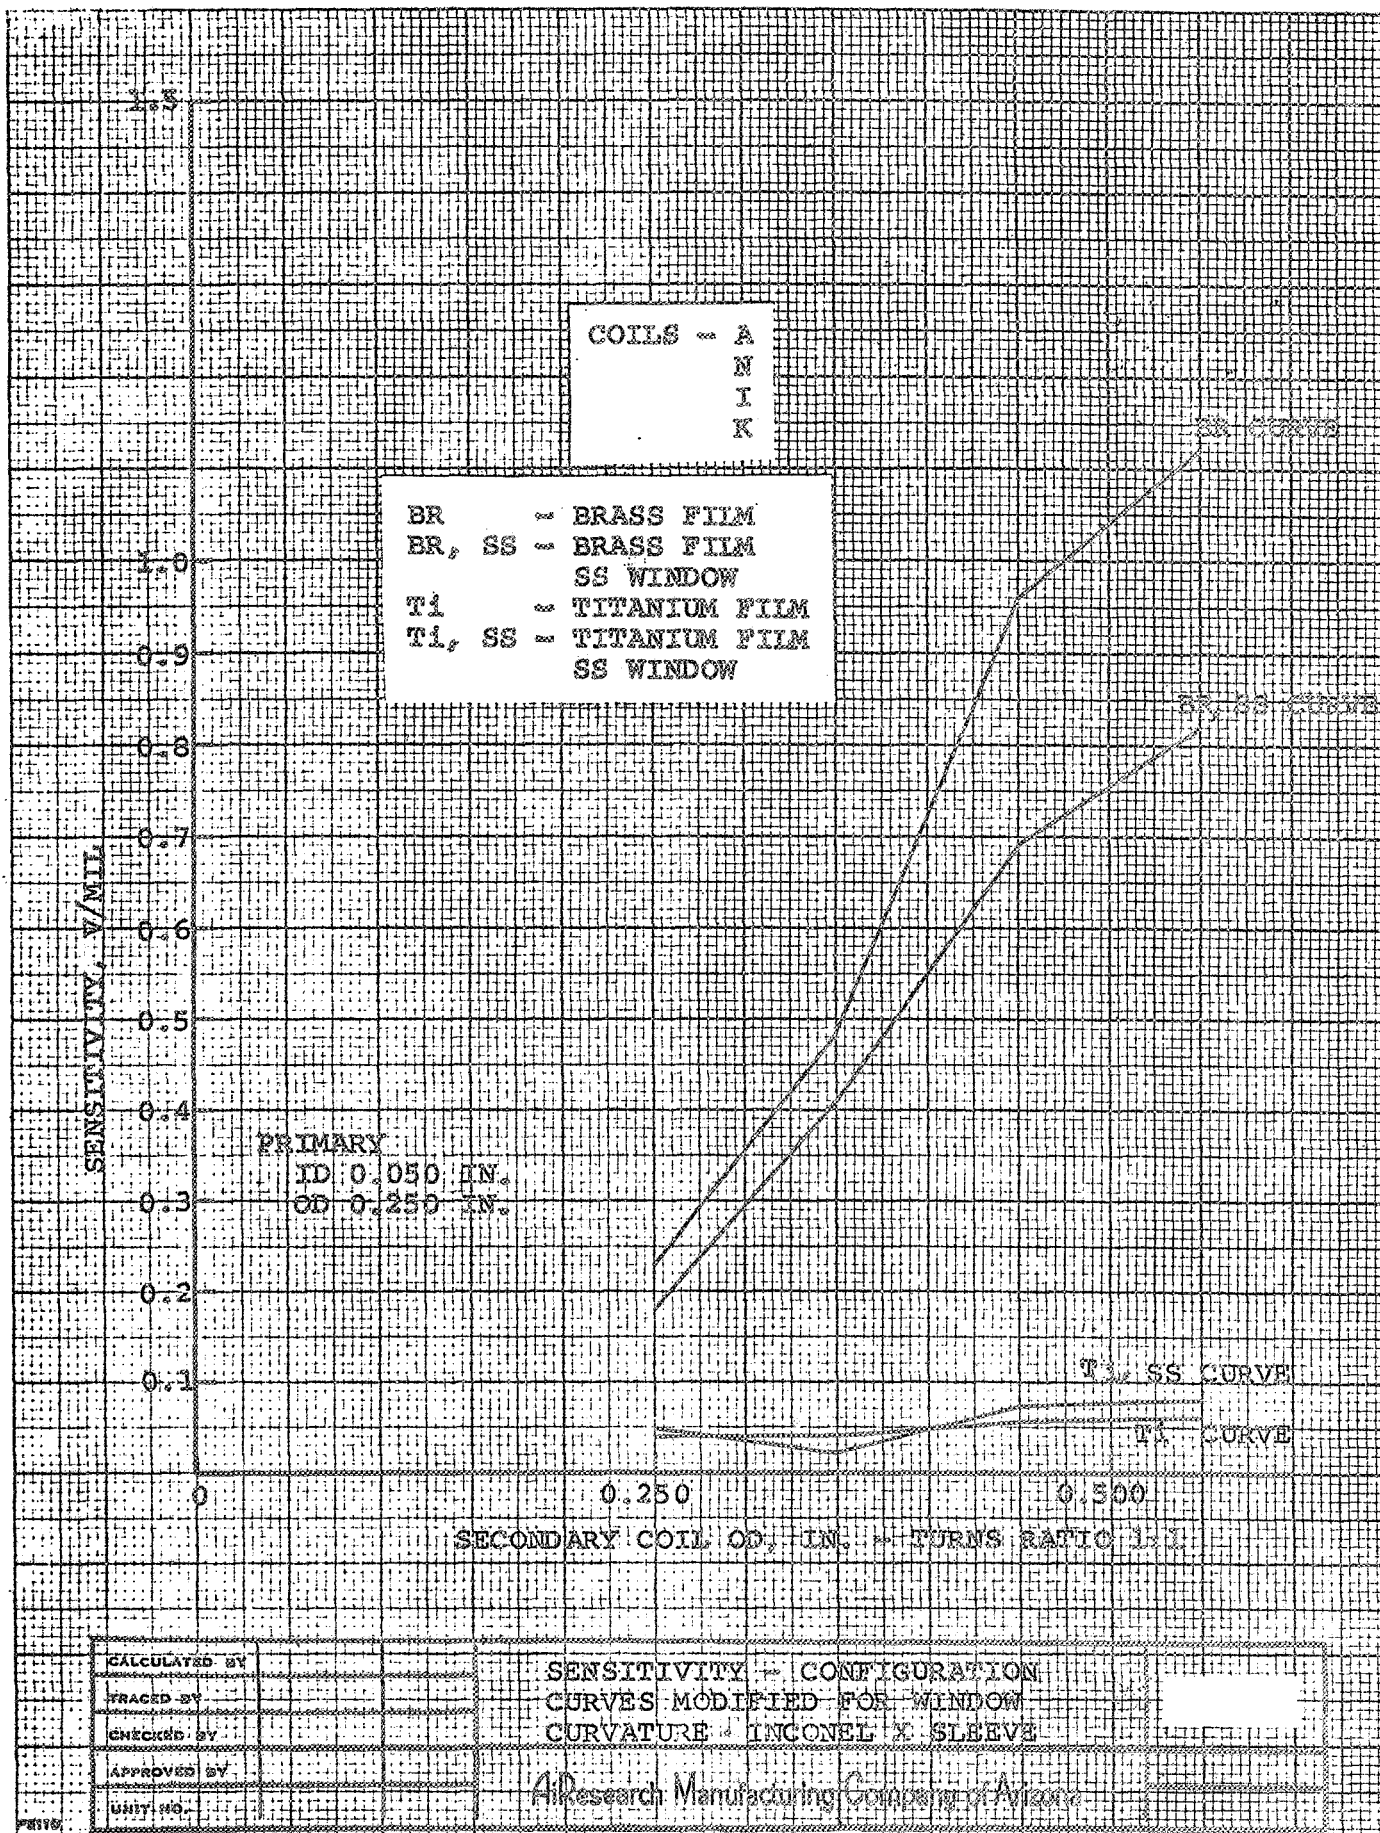 1.5
COILS - A
N
I
K
BR CURVE
BR - BRASS FILM
BR, SS - BRASS FILM
SS WINDOW
Ti - TITANIUM FILM
Ti, SS - TITANIUM FILM
SS WINDOW
1.0
0.9
BR, SS CURVE
0.8
0.7
0.6
0.5
0.4
0.3
0.2
0.1
SENSITIVITY, V/MIL
PRIMARY
ID 0.050 IN.
OD 0.250 IN.
Ti, SS CURVE
Ti CURVE
0
0.250
0.500
SECONDARY COIL OD, IN. - TURNS RATIO 1:1
CALCULATED BY
TRACED BY
CHECKED BY
APPROVED BY
UNIT NO.
SENSITIVITY - CONFIGURATION
CURVES MODIFIED FOR WINDOW
CURVATURE - INCONEL X SLEEVE
AiResearch Manufacturing Company of Arizona